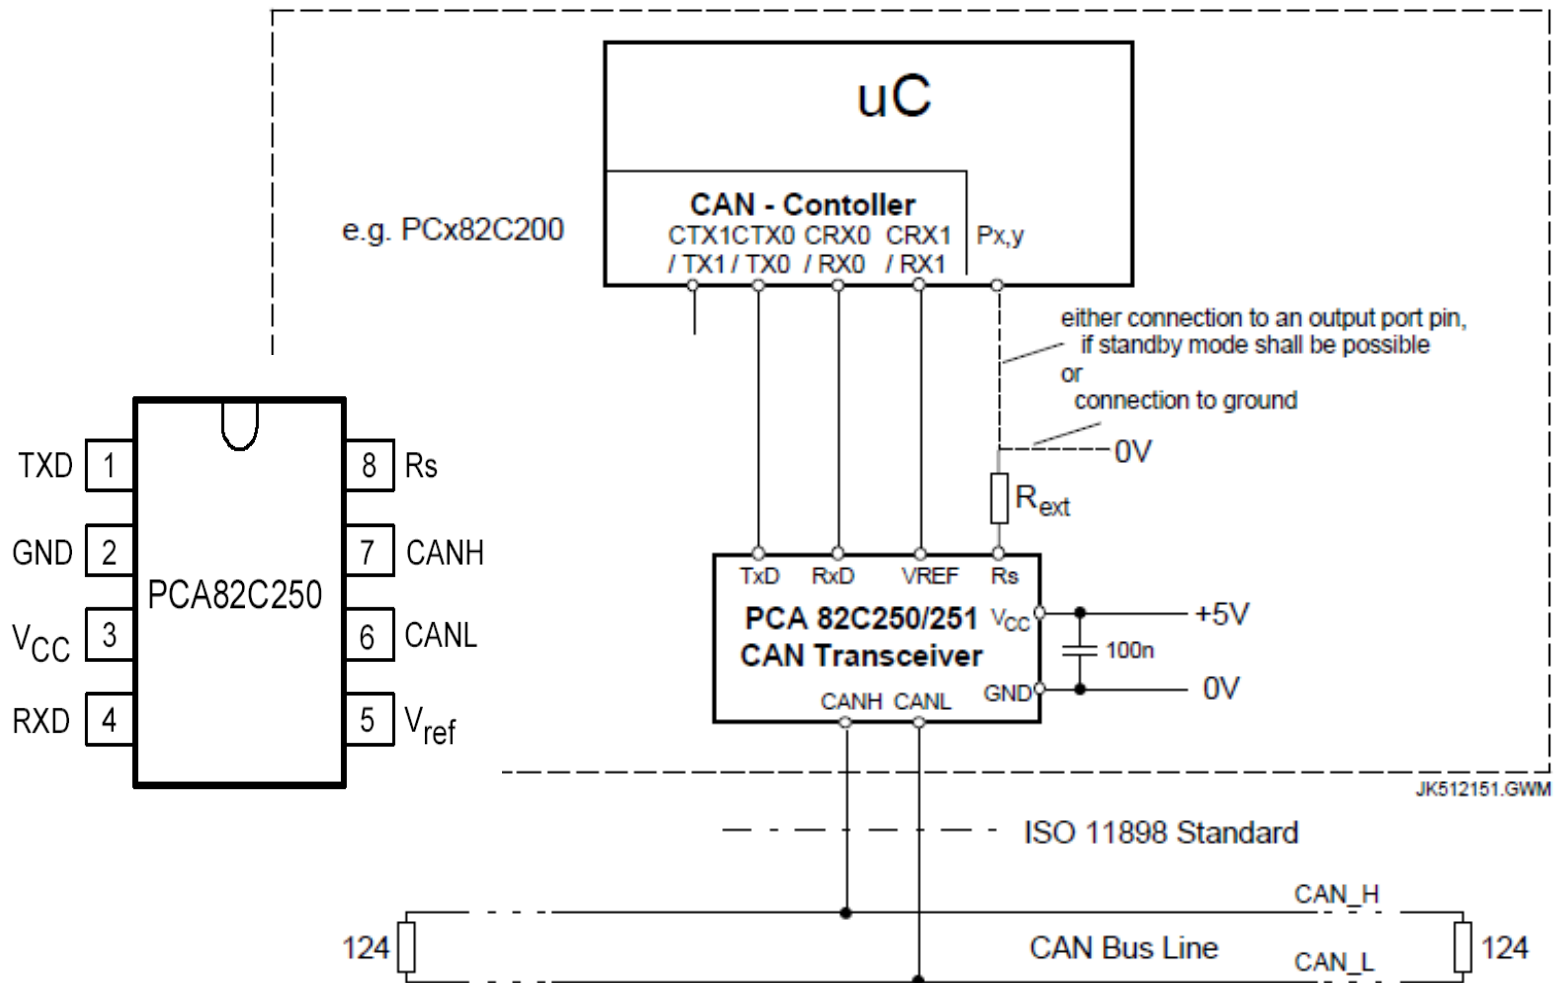 uC
CAN - Contoller
e.g. PCx82C200
CTX1 CTX0 CRX0 CRX1 Px,y
/ TX1 / TX0 / RX0 / RX1
either connection to an output port pin,
if standby mode shall be possible
or
connection to ground
0V
Rext
TXD 1 8 Rs
GND 2 7 CANH
PCA82C250
VCC 3 6 CANL
RXD 4 5 Vref
TxD RxD VREF Rs
PCA 82C250/251
CAN Transceiver
VCC +5V
100n
GND 0V
CANH CANL
JK512151.GWM
ISO 11898 Standard
CAN_H
124 CAN Bus Line 124
CAN_L